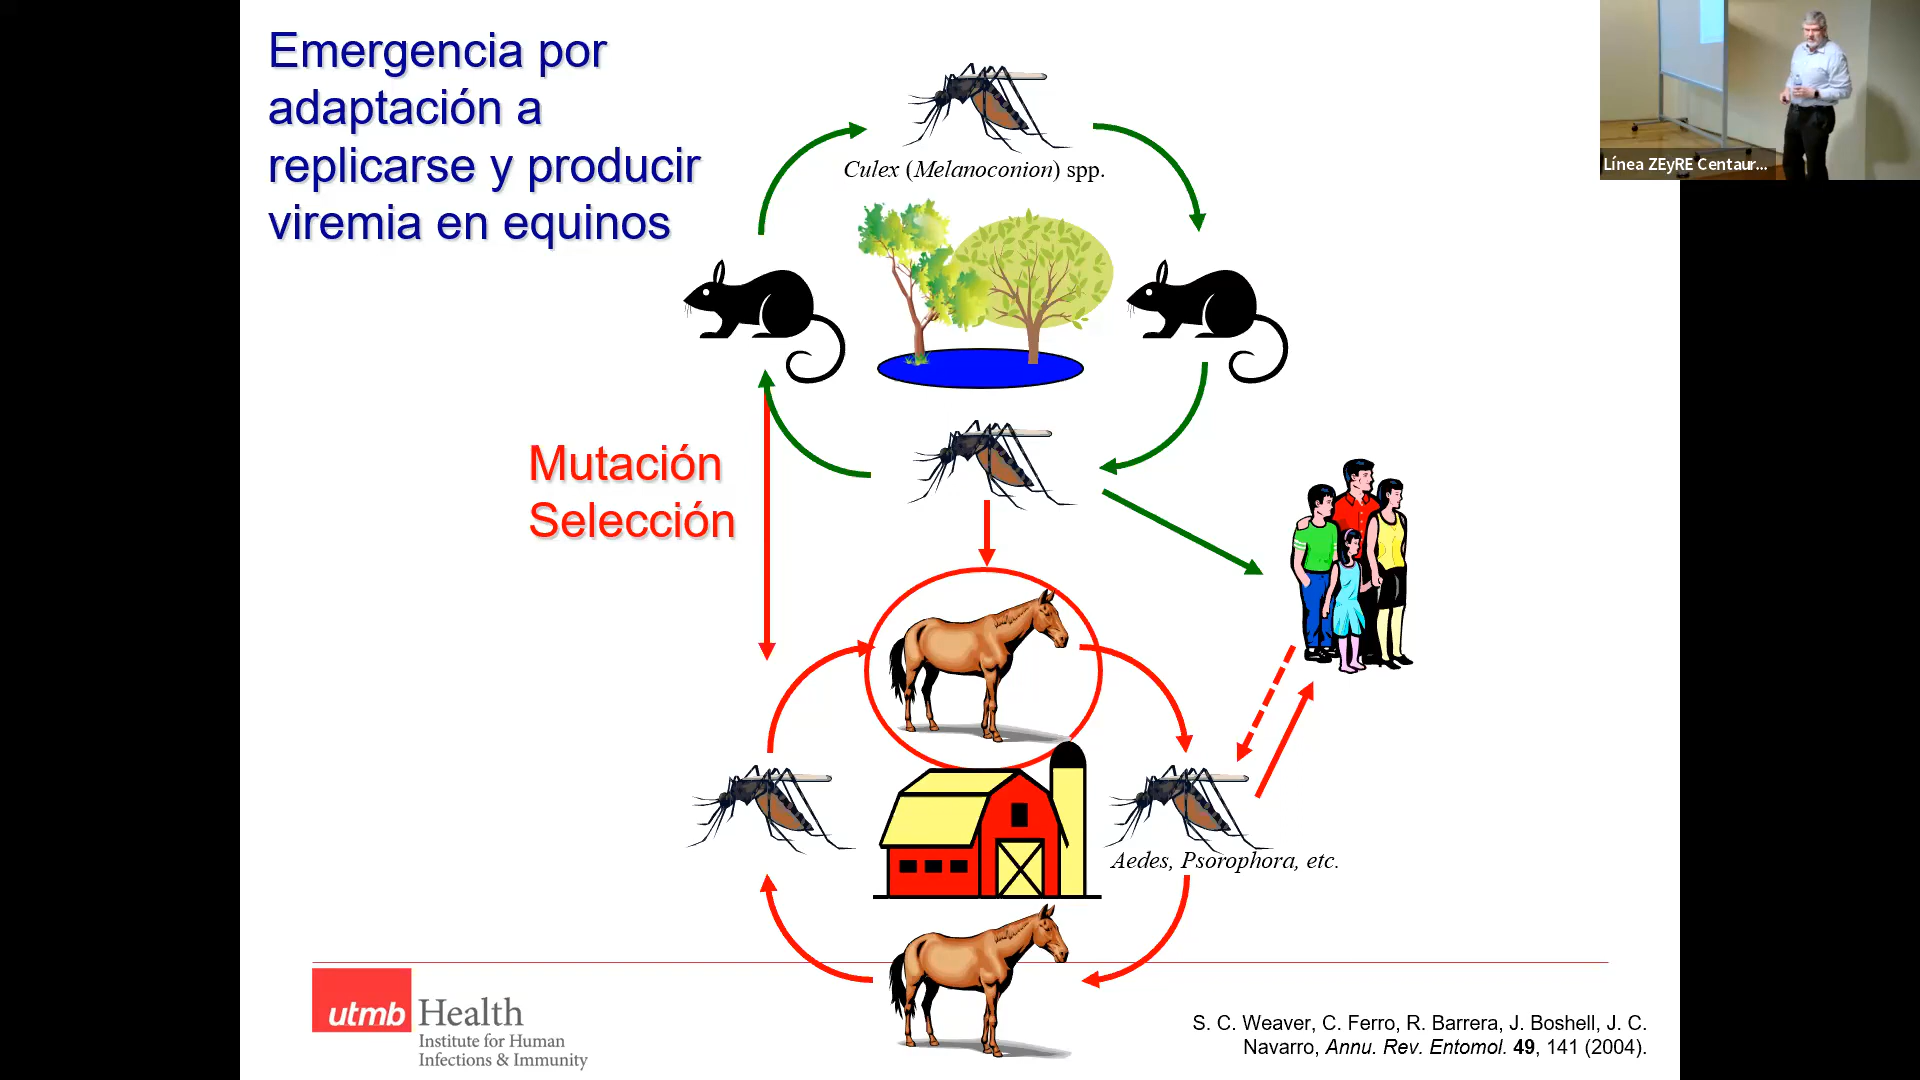 Emergencia por
adaptación a
replicarse y producir
viremia en equinos
Culex (Melanoconion) spp.
Línea ZEyRE Centaur...
Mutación
Selección
Aedes, Psorophora, etc.
utmb Health
Institute for Human
Infections & Immunity
S. C. Weaver, C. Ferro, R. Barrera, J. Boshell, J. C.
Navarro, Annu. Rev. Entomol. 49, 141 (2004).